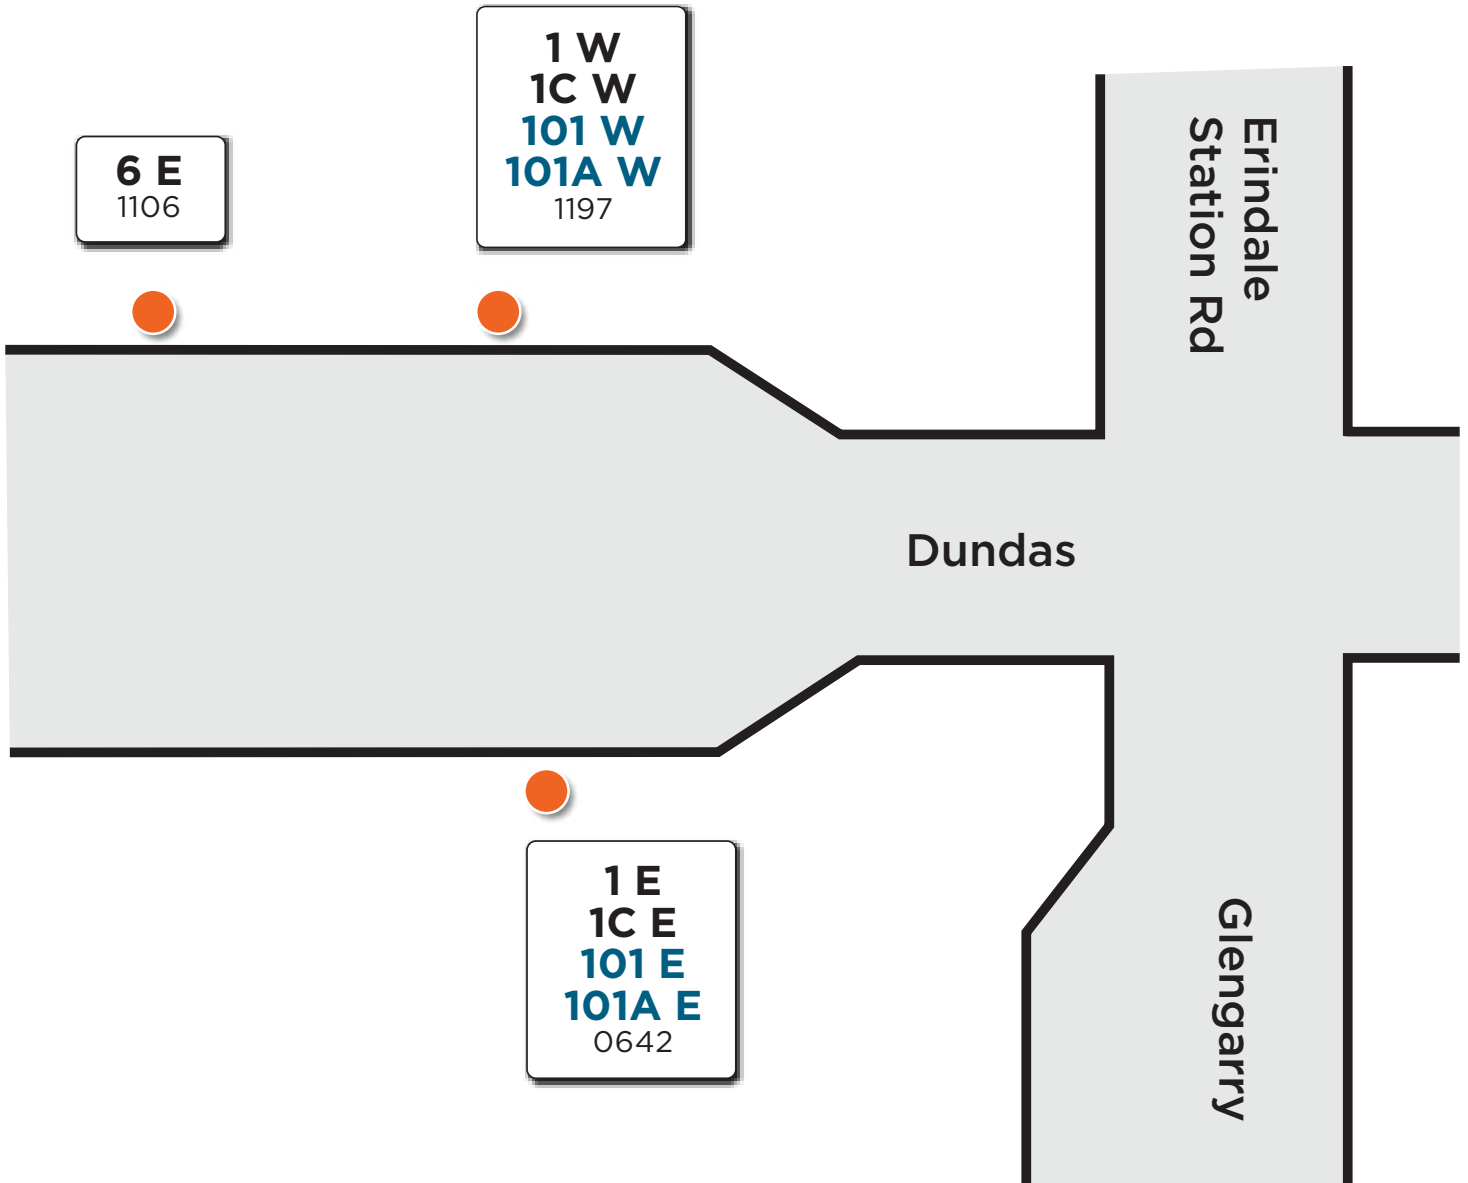 1 W
1C W
101 W
101A W
1197
6 E
1106
Erindale
Station Rd
Dundas
1 E
1C E
101 E
101A E
0642
Glengarry